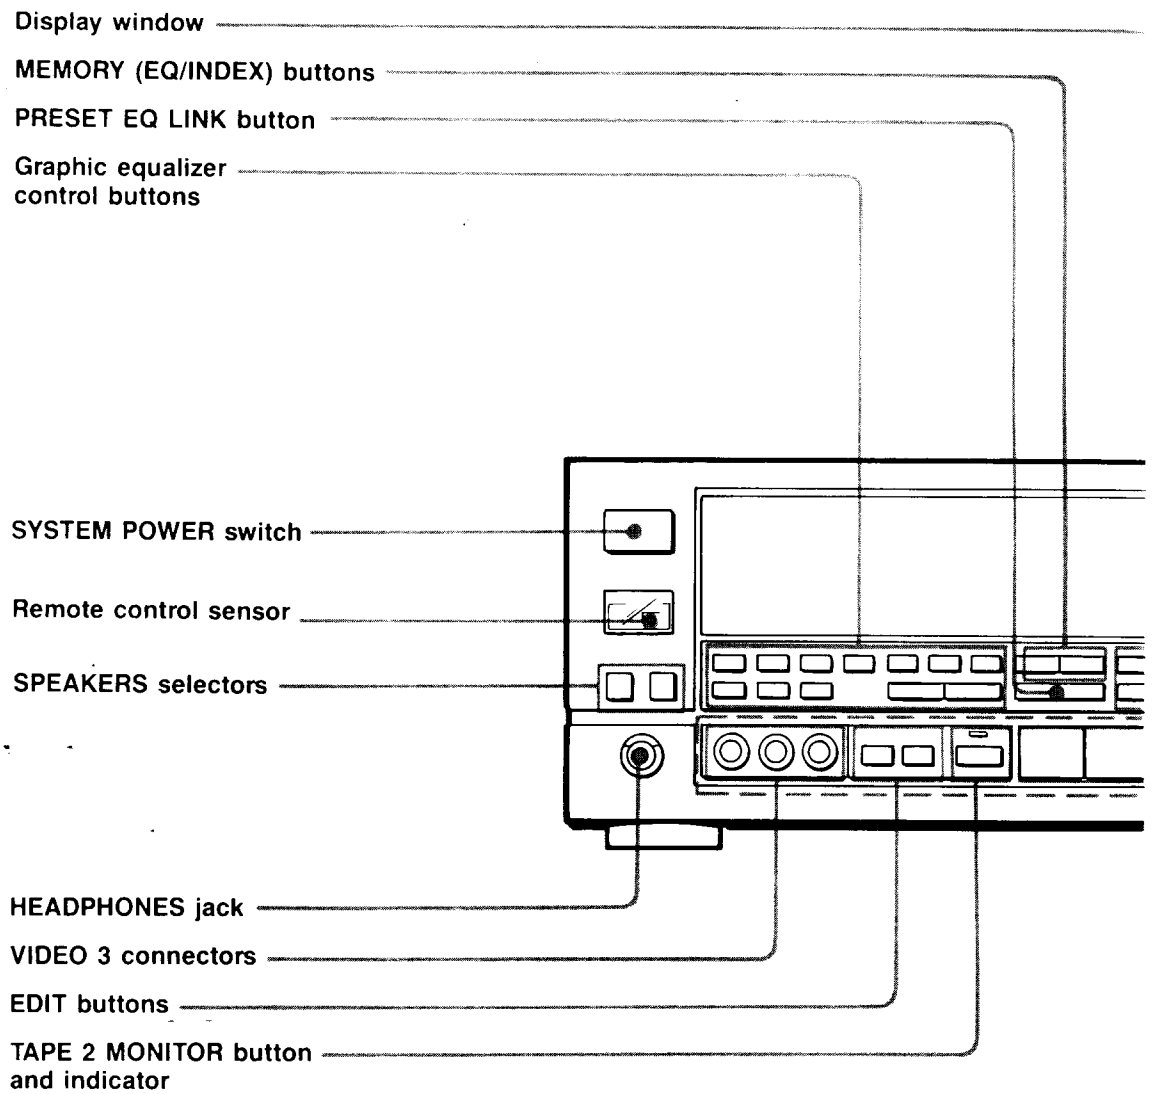 Display window
MEMORY (EQ/INDEX) buttons
PRESET EQ LINK button
Graphic equalizer
control buttons
SYSTEM POWER switch
Remote control sensor
SPEAKERS selectors
HEADPHONES jack
VIDEO 3 connectors
EDIT buttons
TAPE 2 MONITOR button
and indicator